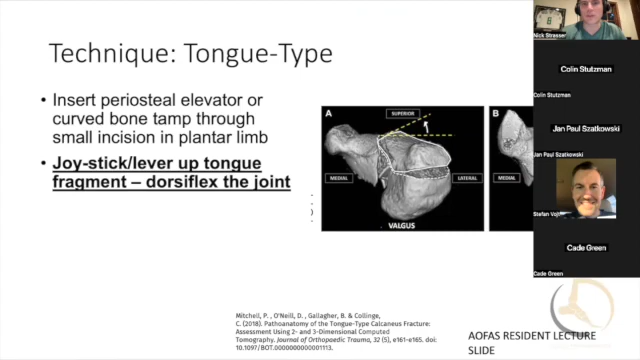 Technique: Tongue-Type
• Insert periosteal elevator or
curved bone tamp through
small incision in plantar limb
• Joy-stick/lever up tongue
fragment – dorsiflex the joint
A
SUPERIOR
MEDIAL
LATERAL
VALGUS
B
MEDIAL
Mitchell, P. , O'Neill, D. , Gallagher, B. & Collinge,
C. (2018). Pathoanatomy of the Tongue-Type Calcaneus Fracture:
Assessment Using 2- and 3-Dimensional Computed
Tomography. Journal of Orthopaedic Trauma, 32 (5), e161-e165. doi:
10.1097/BOT.0000000000001113.
AOFAS RESIDENT LECTURE
SLIDE
Nick Strasser
Colin Stutzman
Colin Stutzman
Jan Paul Szatkowski
Jan Paul Szatkowski
Cade Green
Cade Green